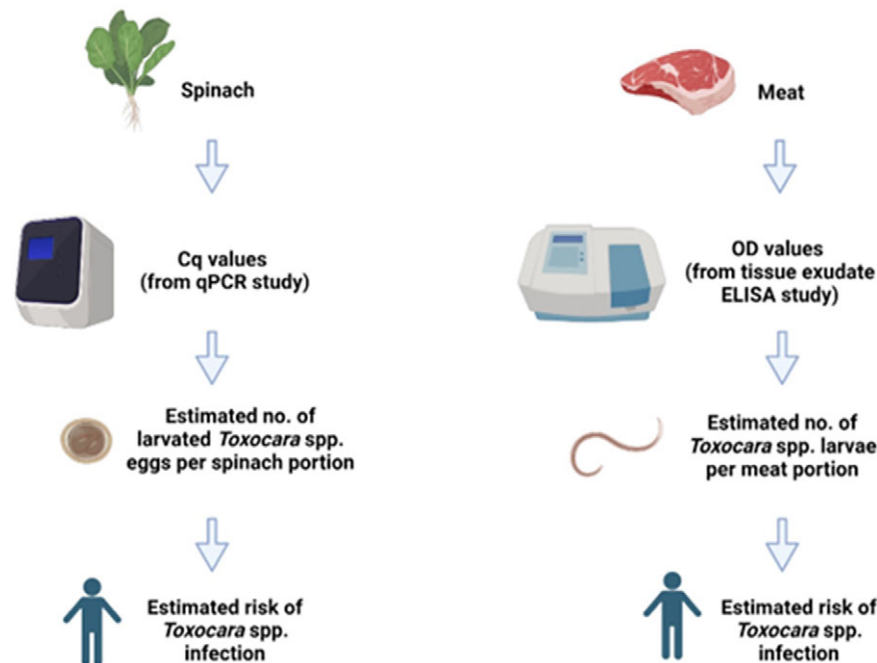 Spinach
Cq values
(from qPCR study)
Estimated no. of
larvated Toxocara spp.
eggs per spinach portion
Estimated risk of
Toxocara spp.
infection
Meat
OD values
(from tissue exudate
ELISA study)
Estimated no. of
Toxocara spp. larvae
per meat portion
Estimated risk of
Toxocara spp.
infection